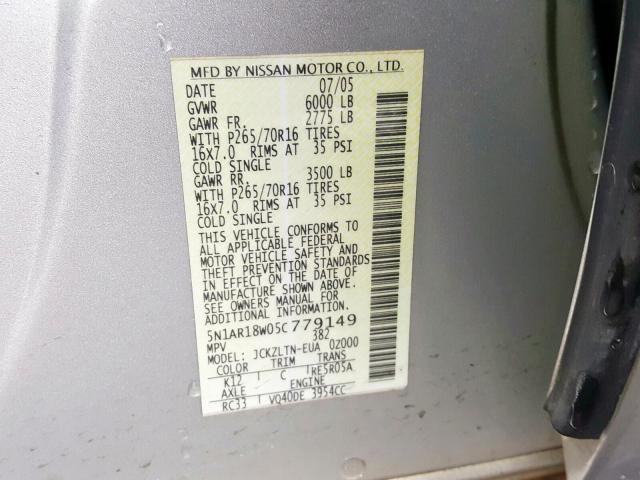 MFD BY NISSAN MOTOR CO., LTD.
DATE 07/05
GVWR 6000 LB
GAWR FR. 2775 LB
WITH P265/70R16 TIRES
16X7.0 RIMS AT 35 PSI
COLD SINGLE
GAWR RR. 3500 LB
WITH P265/70R16 TIRES
16X7.0 RIMS AT 35 PSI
COLD SINGLE
THIS VEHICLE CONFORMS TO
ALL APPLICABLE FEDERAL
MOTOR VEHICLE SAFETY AND
THEFT PREVENTION STANDARDS
IN EFFECT ON THE DATE OF
MANUFACTURE SHOWN ABOVE.
SEE OWNERS MANUAL FOR
ADDITIONAL INFORMATION.
5N1AR18W05C779149
MPV 382
MODEL: JCKZLTN-EUA 0Z000
COLOR TRIM TRANS
K12 C RE5R05A
AXLE ENGINE
RC33 VQ40DE 3954CC